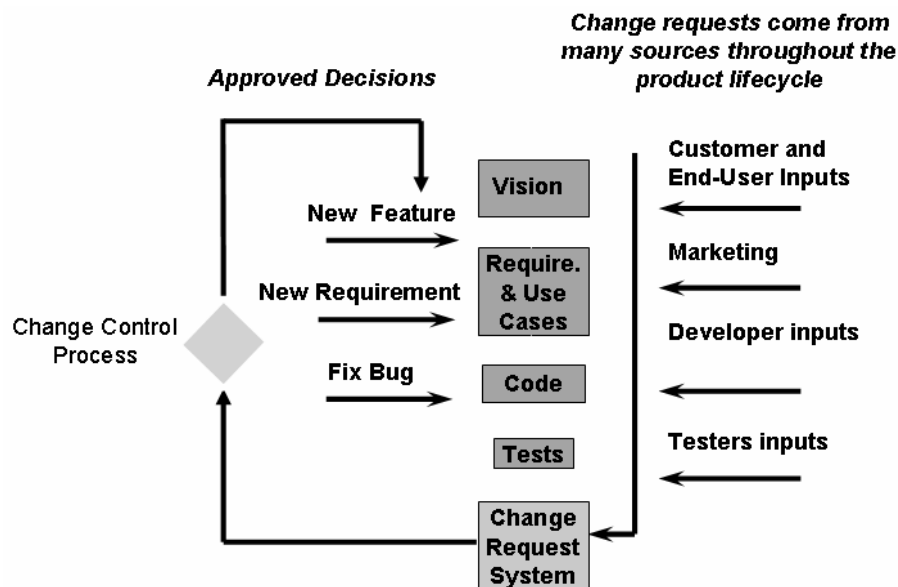 Change requests come from
many sources throughout the
product lifecycle
Approved Decisions
Customer and
End-User Inputs
Vision
New Feature
Marketing
Require.
& Use
Cases
New Requirement
Change Control
Process
Developer inputs
Fix Bug
Code
Testers inputs
Tests
Change
Request
System